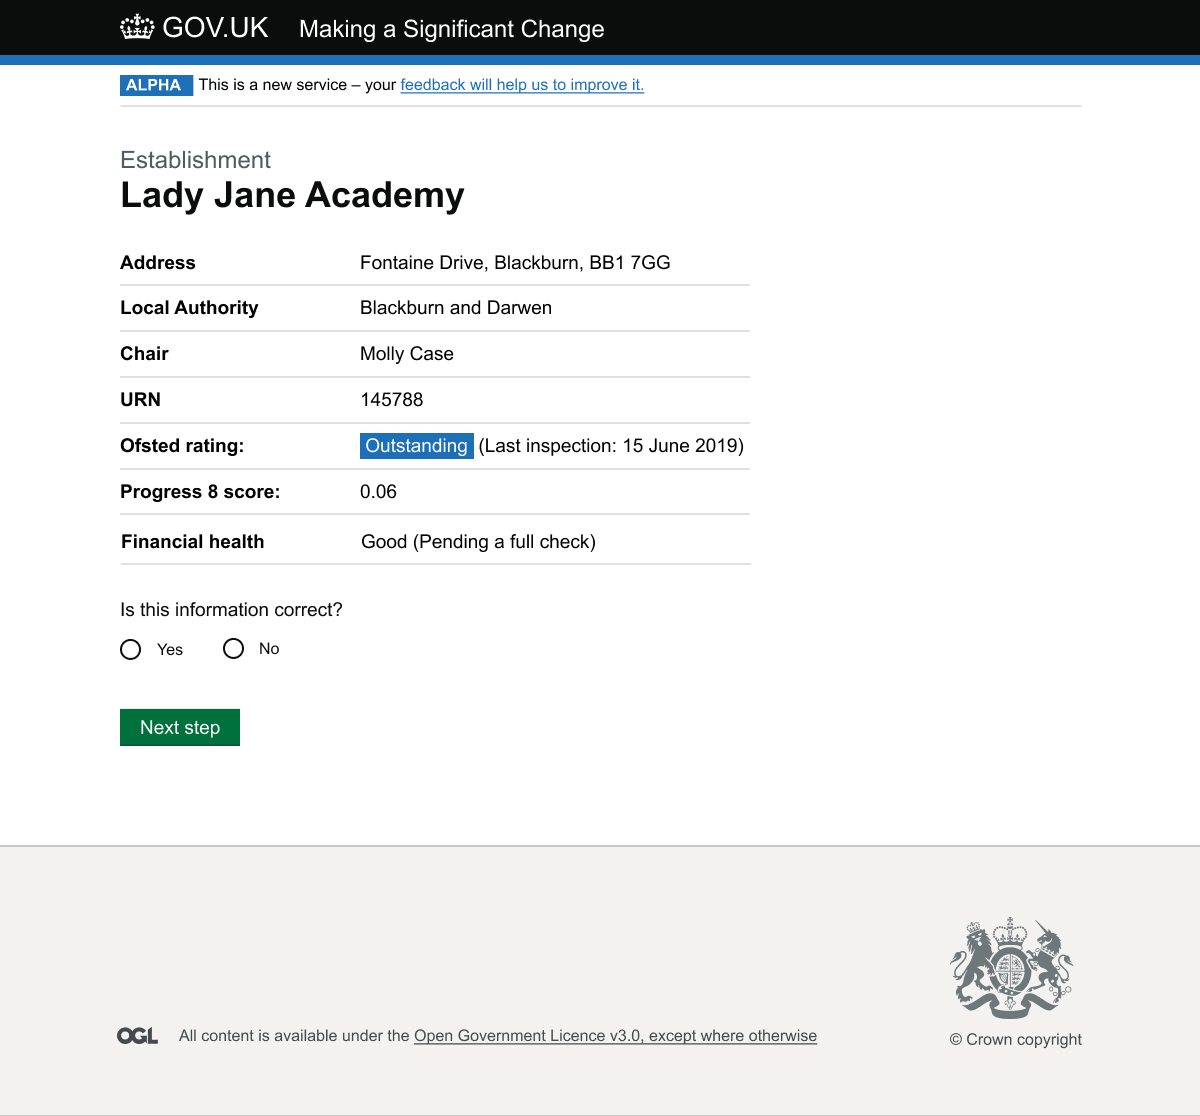 GOV.UK Making a Significant Change
ALPHA This is a new service – your feedback will help us to improve it.
Establishment
Lady Jane Academy
Address Fontaine Drive, Blackburn, BB1 7GG
Local Authority Blackburn and Darwen
Chair Molly Case
URN 145788
Ofsted rating: Outstanding (Last inspection: 15 June 2019)
Progress 8 score: 0.06
Financial health Good (Pending a full check)
Is this information correct?
Yes No
Next step
OGL All content is available under the Open Government Licence v3.0, except where otherwise
© Crown copyright